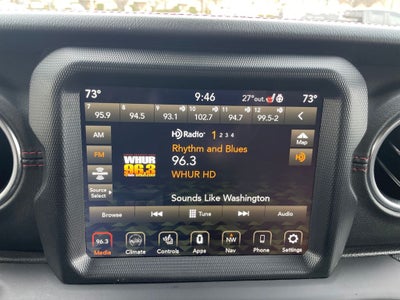 73°
9:46
27°out.
73°
7 8 9 10 11 12
95.9 94.5 93.1 102.7 94.7 99.5-2
AM
HD Radio 1 2 3 4
Map
Rhythm and Blues
FM
WHUR
96.3
96.3
HD
WHUR HD
Source
Select
Sounds Like Washington
Browse
Tune
Audio
96.3
NW
Media Climate Controls Apps Nav Phone Settings